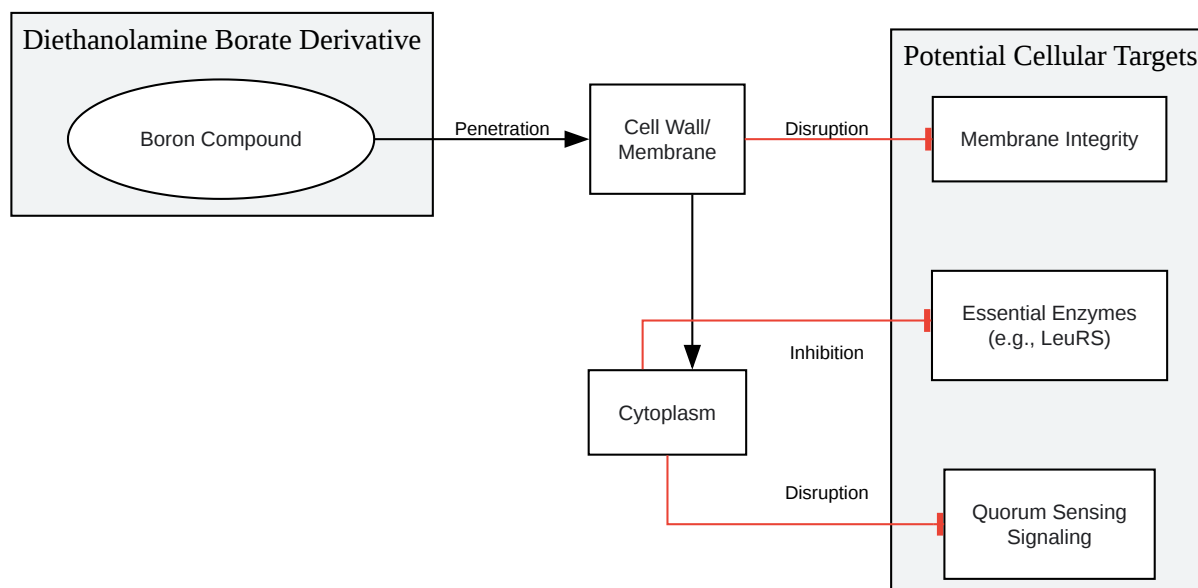 Diethanolamine Borate Derivative
Potential Cellular Targets
Boron Compound
Penetration
Cell Wall/
Membrane
Disruption
Membrane Integrity
Essential Enzymes
(e.g., LeuRS)
Inhibition
Cytoplasm
Disruption
Quorum Sensing
Signaling